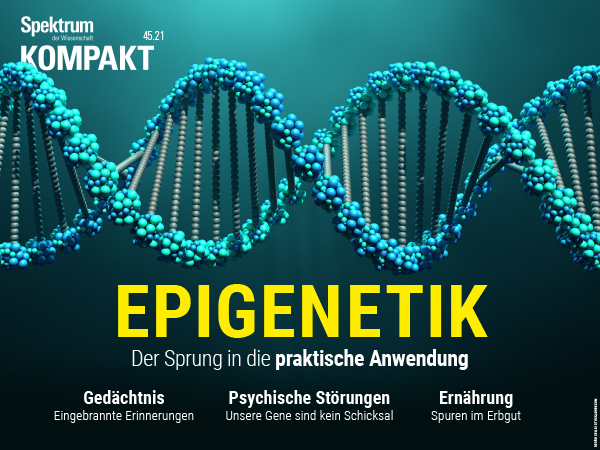 Spektrum
der Wissenschaft
45.21
KOMPAKT
EPIGENETIK
Der Sprung in die praktische Anwendung
Gedächtnis
Eingebrannte Erinnerungen
Psychische Störungen
Unsere Gene sind kein Schicksal
Ernährung
Spuren im Erbgut